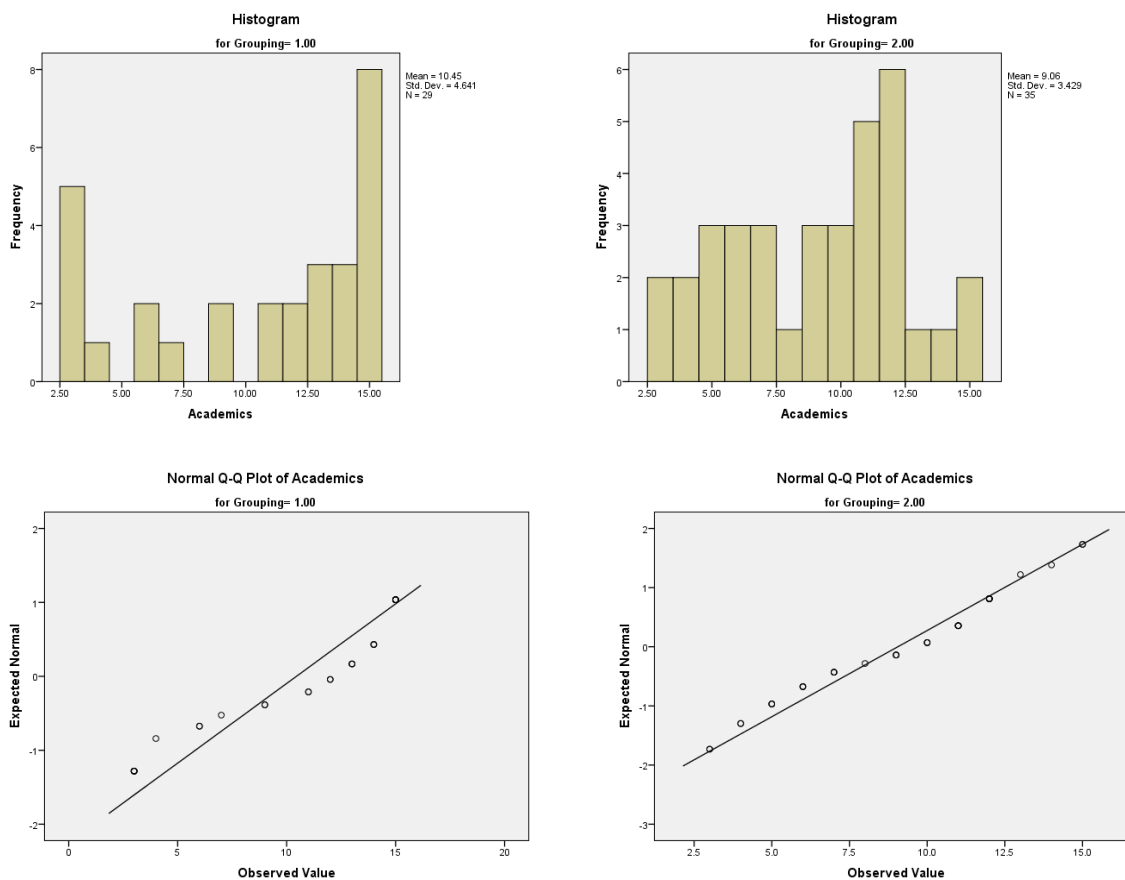 Histogram
for Grouping= 1.00
Mean = 10.45
Std. Dev. = 4.641
N = 29
8
6
4
2
0
Frequency
2.50 5.00 7.50 10.00 12.50 15.00
Academics
Histogram
for Grouping= 2.00
Mean = 9.06
Std. Dev. = 3.429
N = 35
6
5
4
3
2
1
0
Frequency
2.50 5.00 7.50 10.00 12.50 15.00
Academics
Normal Q-Q Plot of Academics
for Grouping= 1.00
2
1
0
-1
-2
Expected Normal
0 5 10 15 20
Observed Value
Normal Q-Q Plot of Academics
for Grouping= 2.00
2
1
0
-1
-2
-3
Expected Normal
2.5 5.0 7.5 10.0 12.5 15.0
Observed Value